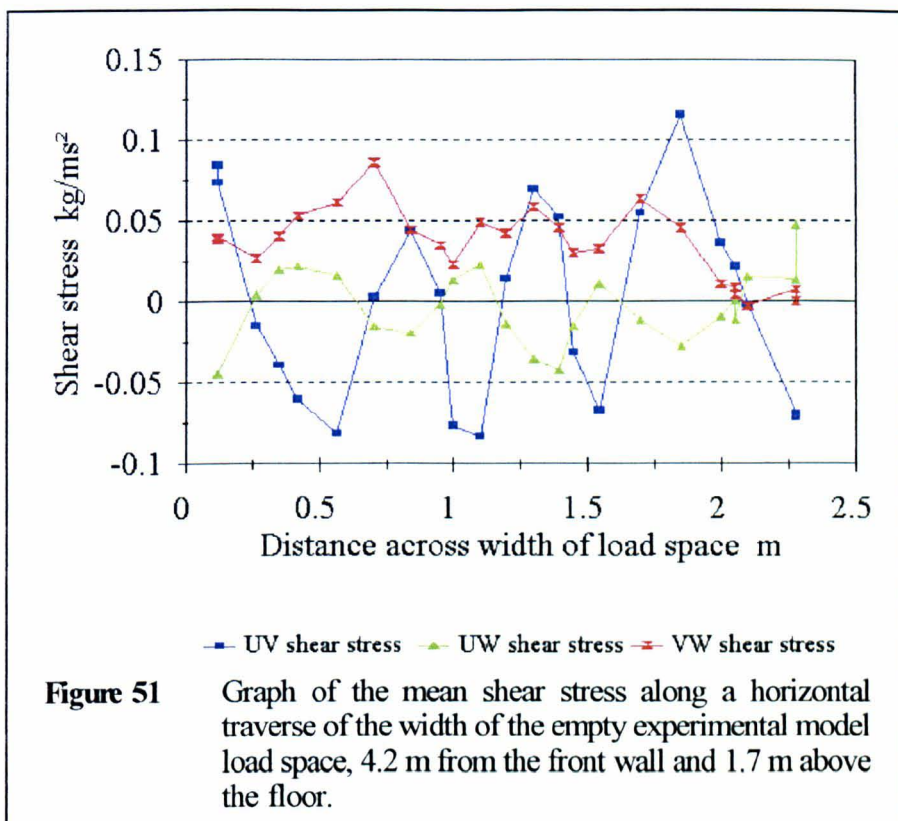 0.15
0.1
0.05
0
-0.05
-0.1
Shear stress kg/ms²
0 0.5 1 1.5 2 2.5
Distance across width of load space m
UV shear stress UW shear stress VW shear stress
Figure 51 Graph of the mean shear stress along a horizontal
traverse of the width of the empty experimental model
load space, 4.2 m from the front wall and 1.7 m above
the floor.